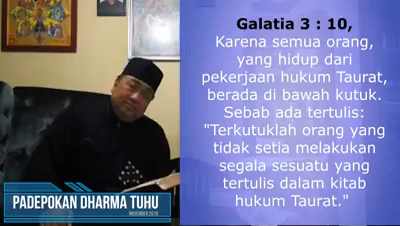 Galatia 3 : 10,
Karena semua orang,
yang hidup dari
pekerjaan hukum Taurat,
berada di bawah kutuk.
Sebab ada tertulis:
"Terkutuklah orang yang
tidak setia melakukan
segala sesuatu yang
tertulis dalam kitab
hukum Taurat."
PADEPOKAN DHARMA TUHU
NOVEMBER 2018